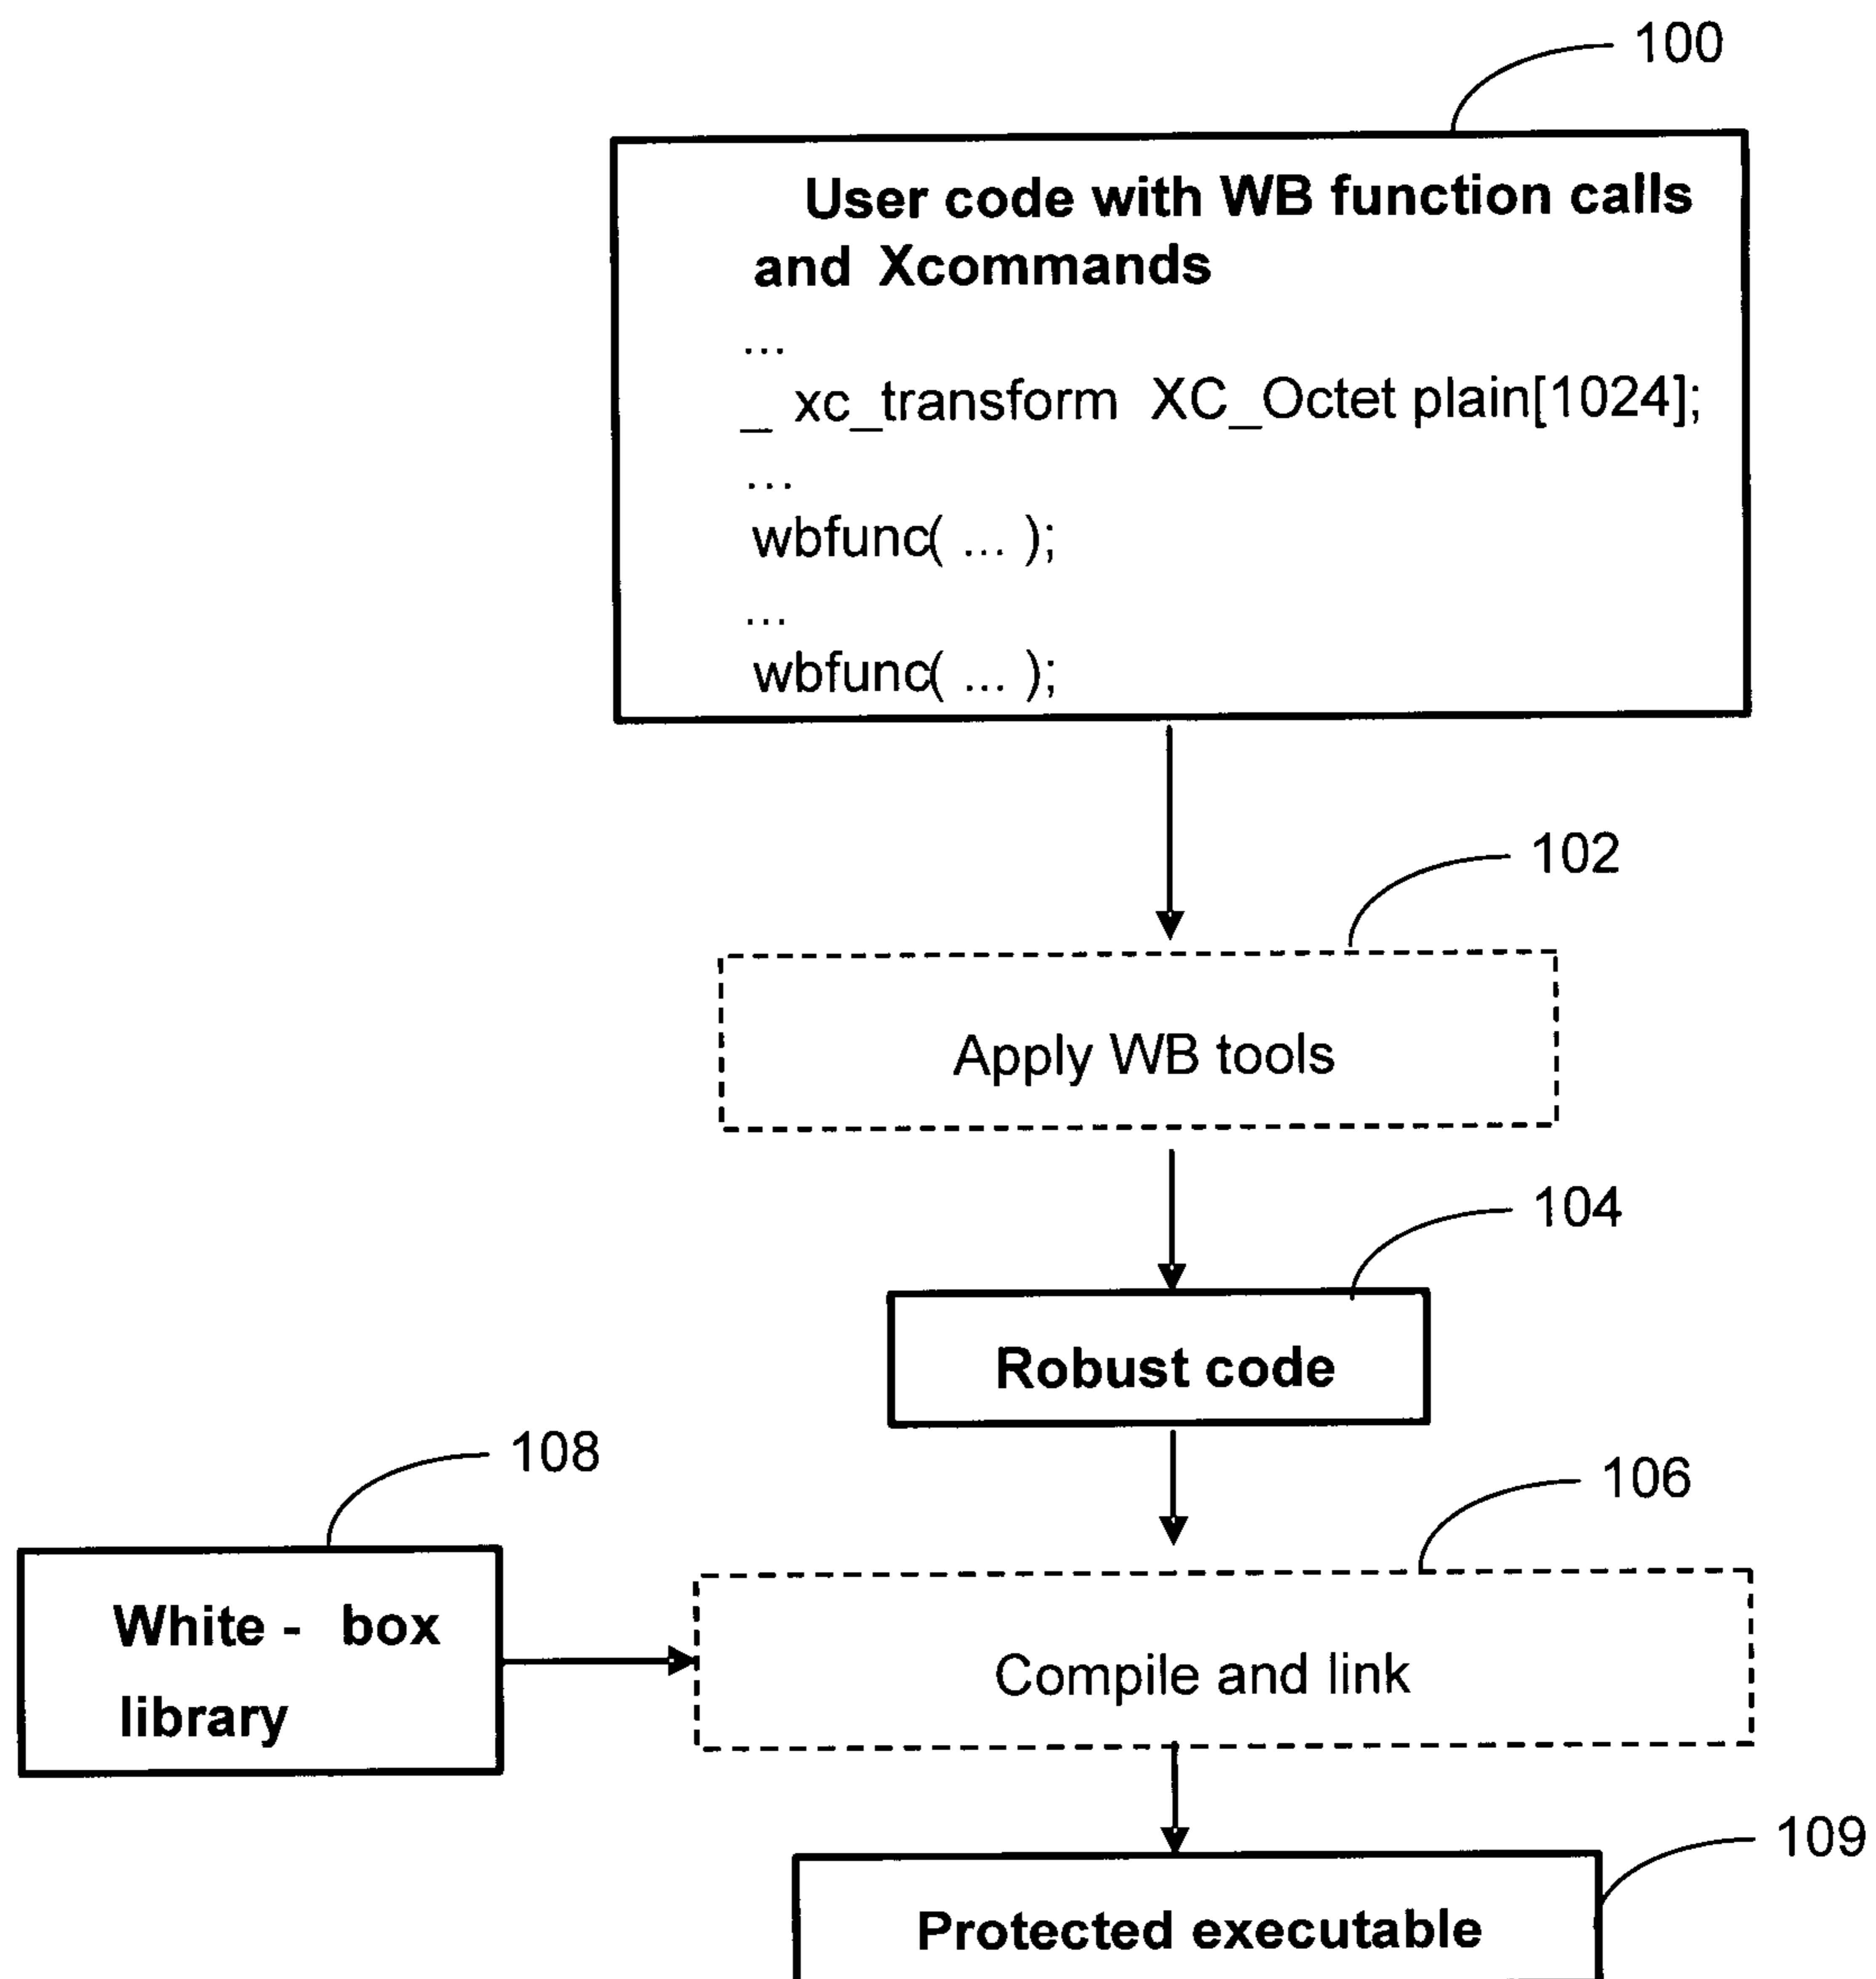 100
User code with WB function calls
and Xcommands
...
_ xc_transform XC_Octet plain[1024];
...
wbfunc( ... );
...
wbfunc( ... );
102
Apply WB tools
104
Robust code
108
106
White - box
library
Compile and link
109
Protected executable